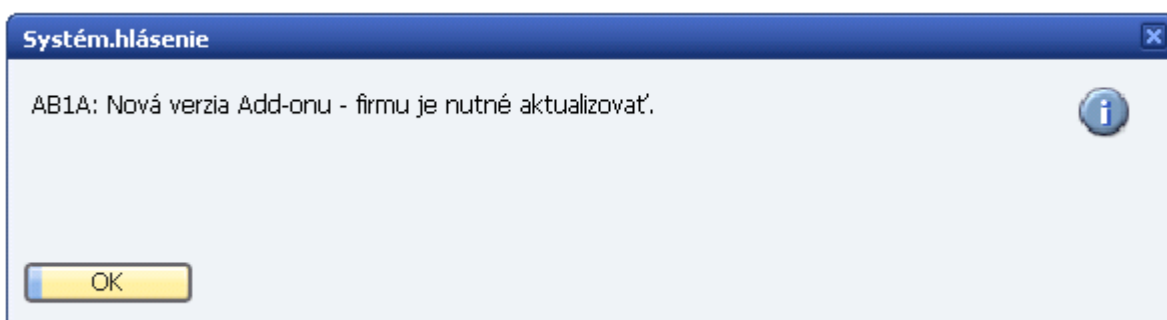 Systém.hlásenie
AB1A: Nová verzia Add-onu - firmu je nutné aktualizovať.
OK